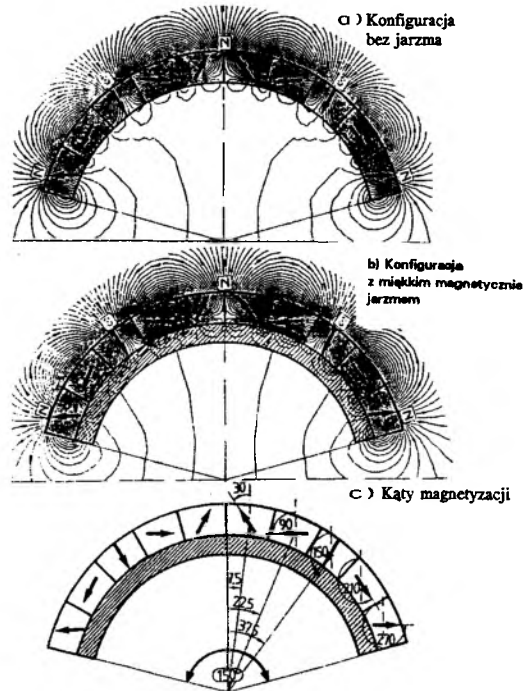 a) Konfiguracja
bez jarzma
N
N
N
b) Konfiguracja
z miękkim magnetycznie
jarzmem
N
N
N
c) Kąty magnetyzacji
30
90
150
210
270
7.5
22.5
37.5
150°